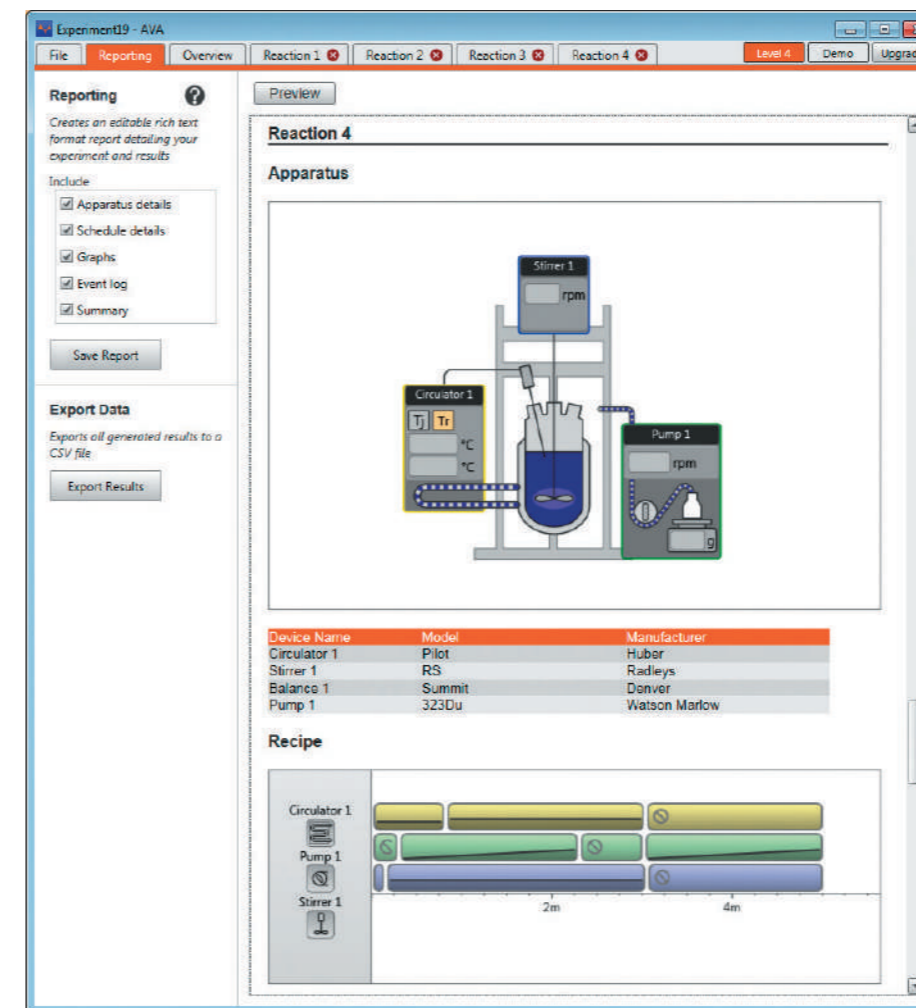 Experiment19 - AVA
File Reporting Overview Reaction 1 Reaction 2 Reaction 3 Reaction 4 Level 4 Demo
Reporting
Creates an editable rich text
format report detailing your
experiment and results
Include
Apparatus details
Schedule details
Graphs
Event log
Summary
Save Report
Export Data
Exports all generated results to a
CSV file
Export Results
Preview
Reaction 4
Apparatus
Stirrer 1
rpm
Circulator 1
Tj Tr
°C
°C
Pump 1
rpm
g
Device Name Model Manufacturer
Circulator 1 Pilot Huber
Stirrer 1 RS Radleys
Balance 1 Summit Denver
Pump 1 323Du Watson Marlow
Recipe
Circulator 1
Pump 1
Stirrer 1
2m 4m